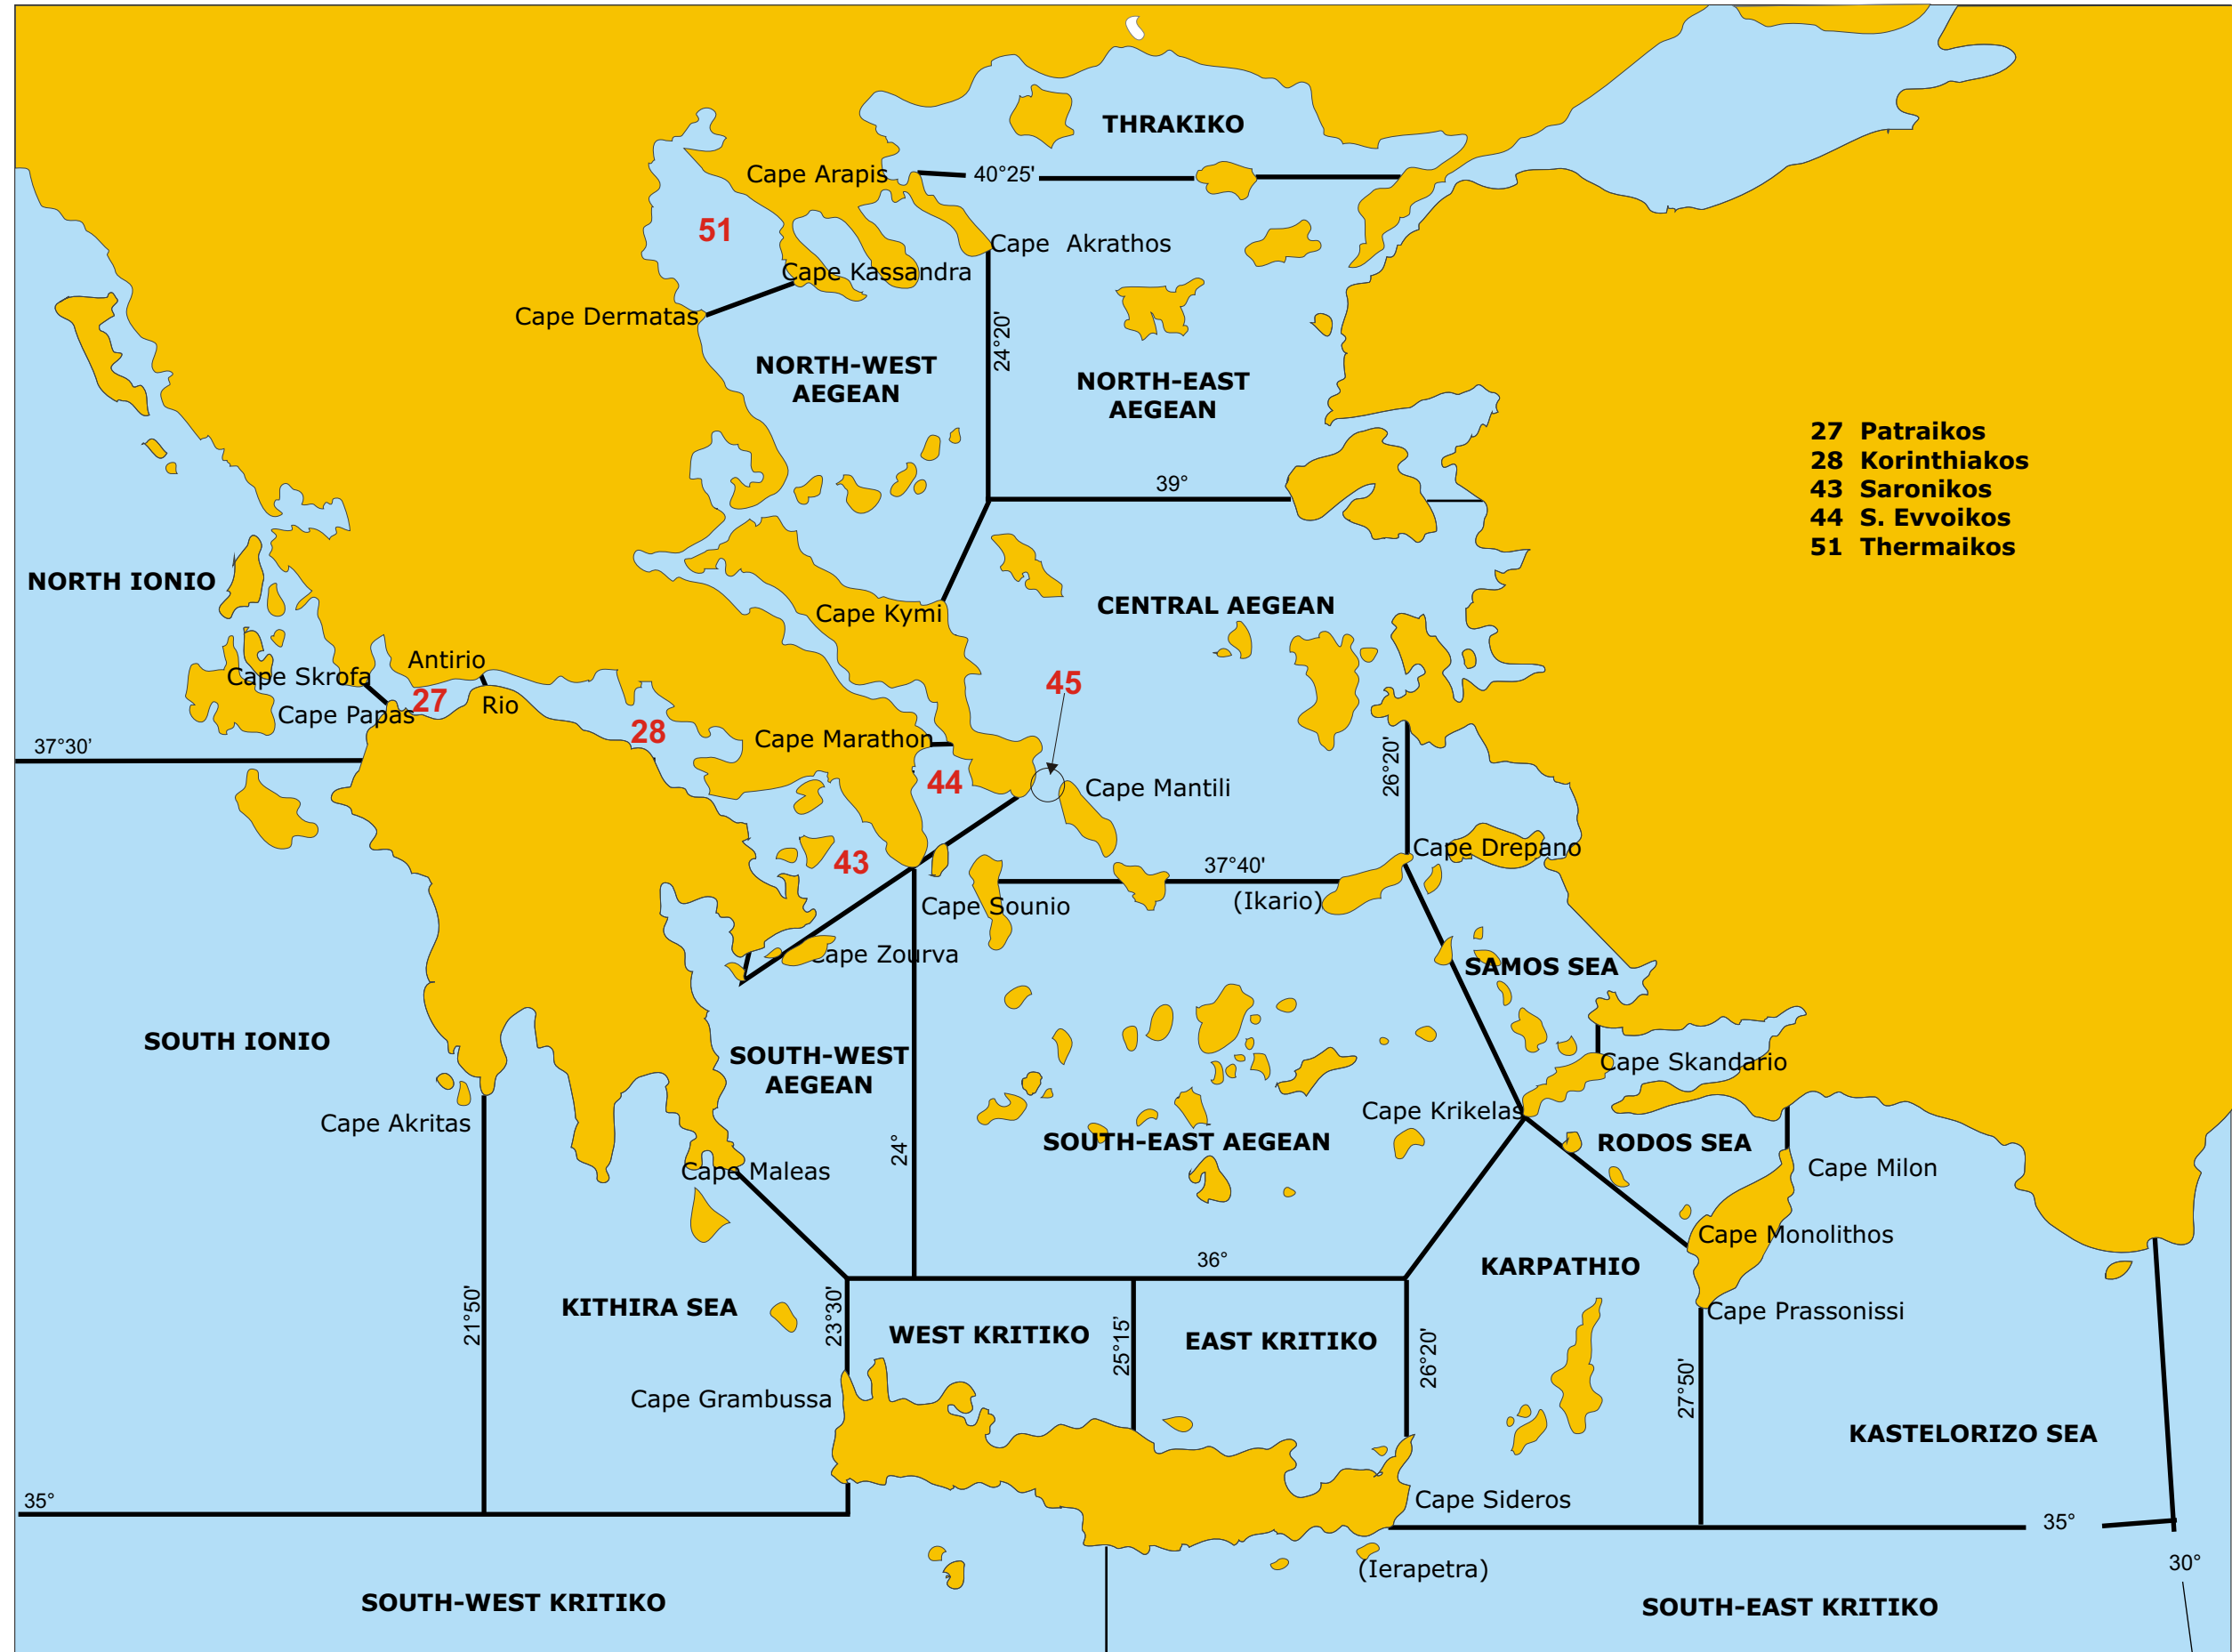 THRAKIKO
Cape Arapis
40°25'
51
Cape  Akrathos
Cape Kassandra
Cape Dermatas
24°20'
NORTH-WEST
AEGEAN
NORTH-EAST
AEGEAN
27  Patraikos
28  Korinthiakos
43  Saronikos
44  S. Evvoikos
51  Thermaikos
39°
NORTH IONIO
CENTRAL AEGEAN
Cape Kymi
Antirio
Cape Skrofa
45
27
Rio
Cape Papas
28
Cape Marathon
37°30’
26°20'
44
Cape Mantili
Cape Drepano
43
37°40'
(Ikario)
Cape Sounio
Cape Zourva
SAMOS SEA
SOUTH IONIO
SOUTH-WEST
AEGEAN
Cape Skandario
Cape Krikelas
Cape Akritas
SOUTH-EAST AEGEAN
RODOS SEA
24°
Cape Maleas
Cape Milon
Cape Monolithos
36°
KARPATHIO
21°50'
KITHIRA SEA
23°30'
Cape Prassonissi
WEST KRITIKO
25°15’
EAST KRITIKO
26°20'
27°50'
Cape Grambussa
KASTELORIZO SEA
35°
Cape Sideros
35°
30°
(Ierapetra)
SOUTH-WEST KRITIKO
SOUTH-EAST KRITIKO